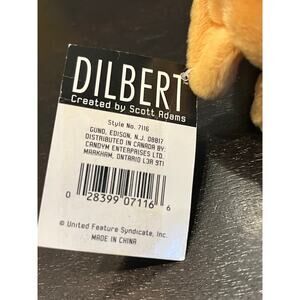 DILBERT®
Created by Scott Adams
Style No. 7116
GUND, EDISON, N.J. 08817
DISTRIBUTED IN CANADA BY:
CANDYM ENTERPRISES LTD.
MARKHAM, ONTARIO L3R 9T1
0 28399 07116 6
© United Feature Syndicate, Inc.
MADE IN CHINA